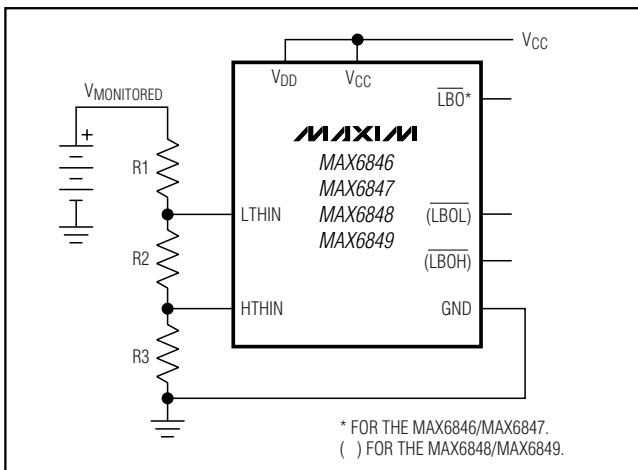 VCC
VDD
VCC
VMONITORED
LBO*
+
MAXIM
R1
MAX6846
MAX6847
MAX6848
MAX6849
LTHIN
(LBOL)
R2
(LBOH)
HTHIN
GND
R3
* FOR THE MAX6846/MAX6847.
( ) FOR THE MAX6848/MAX6849.